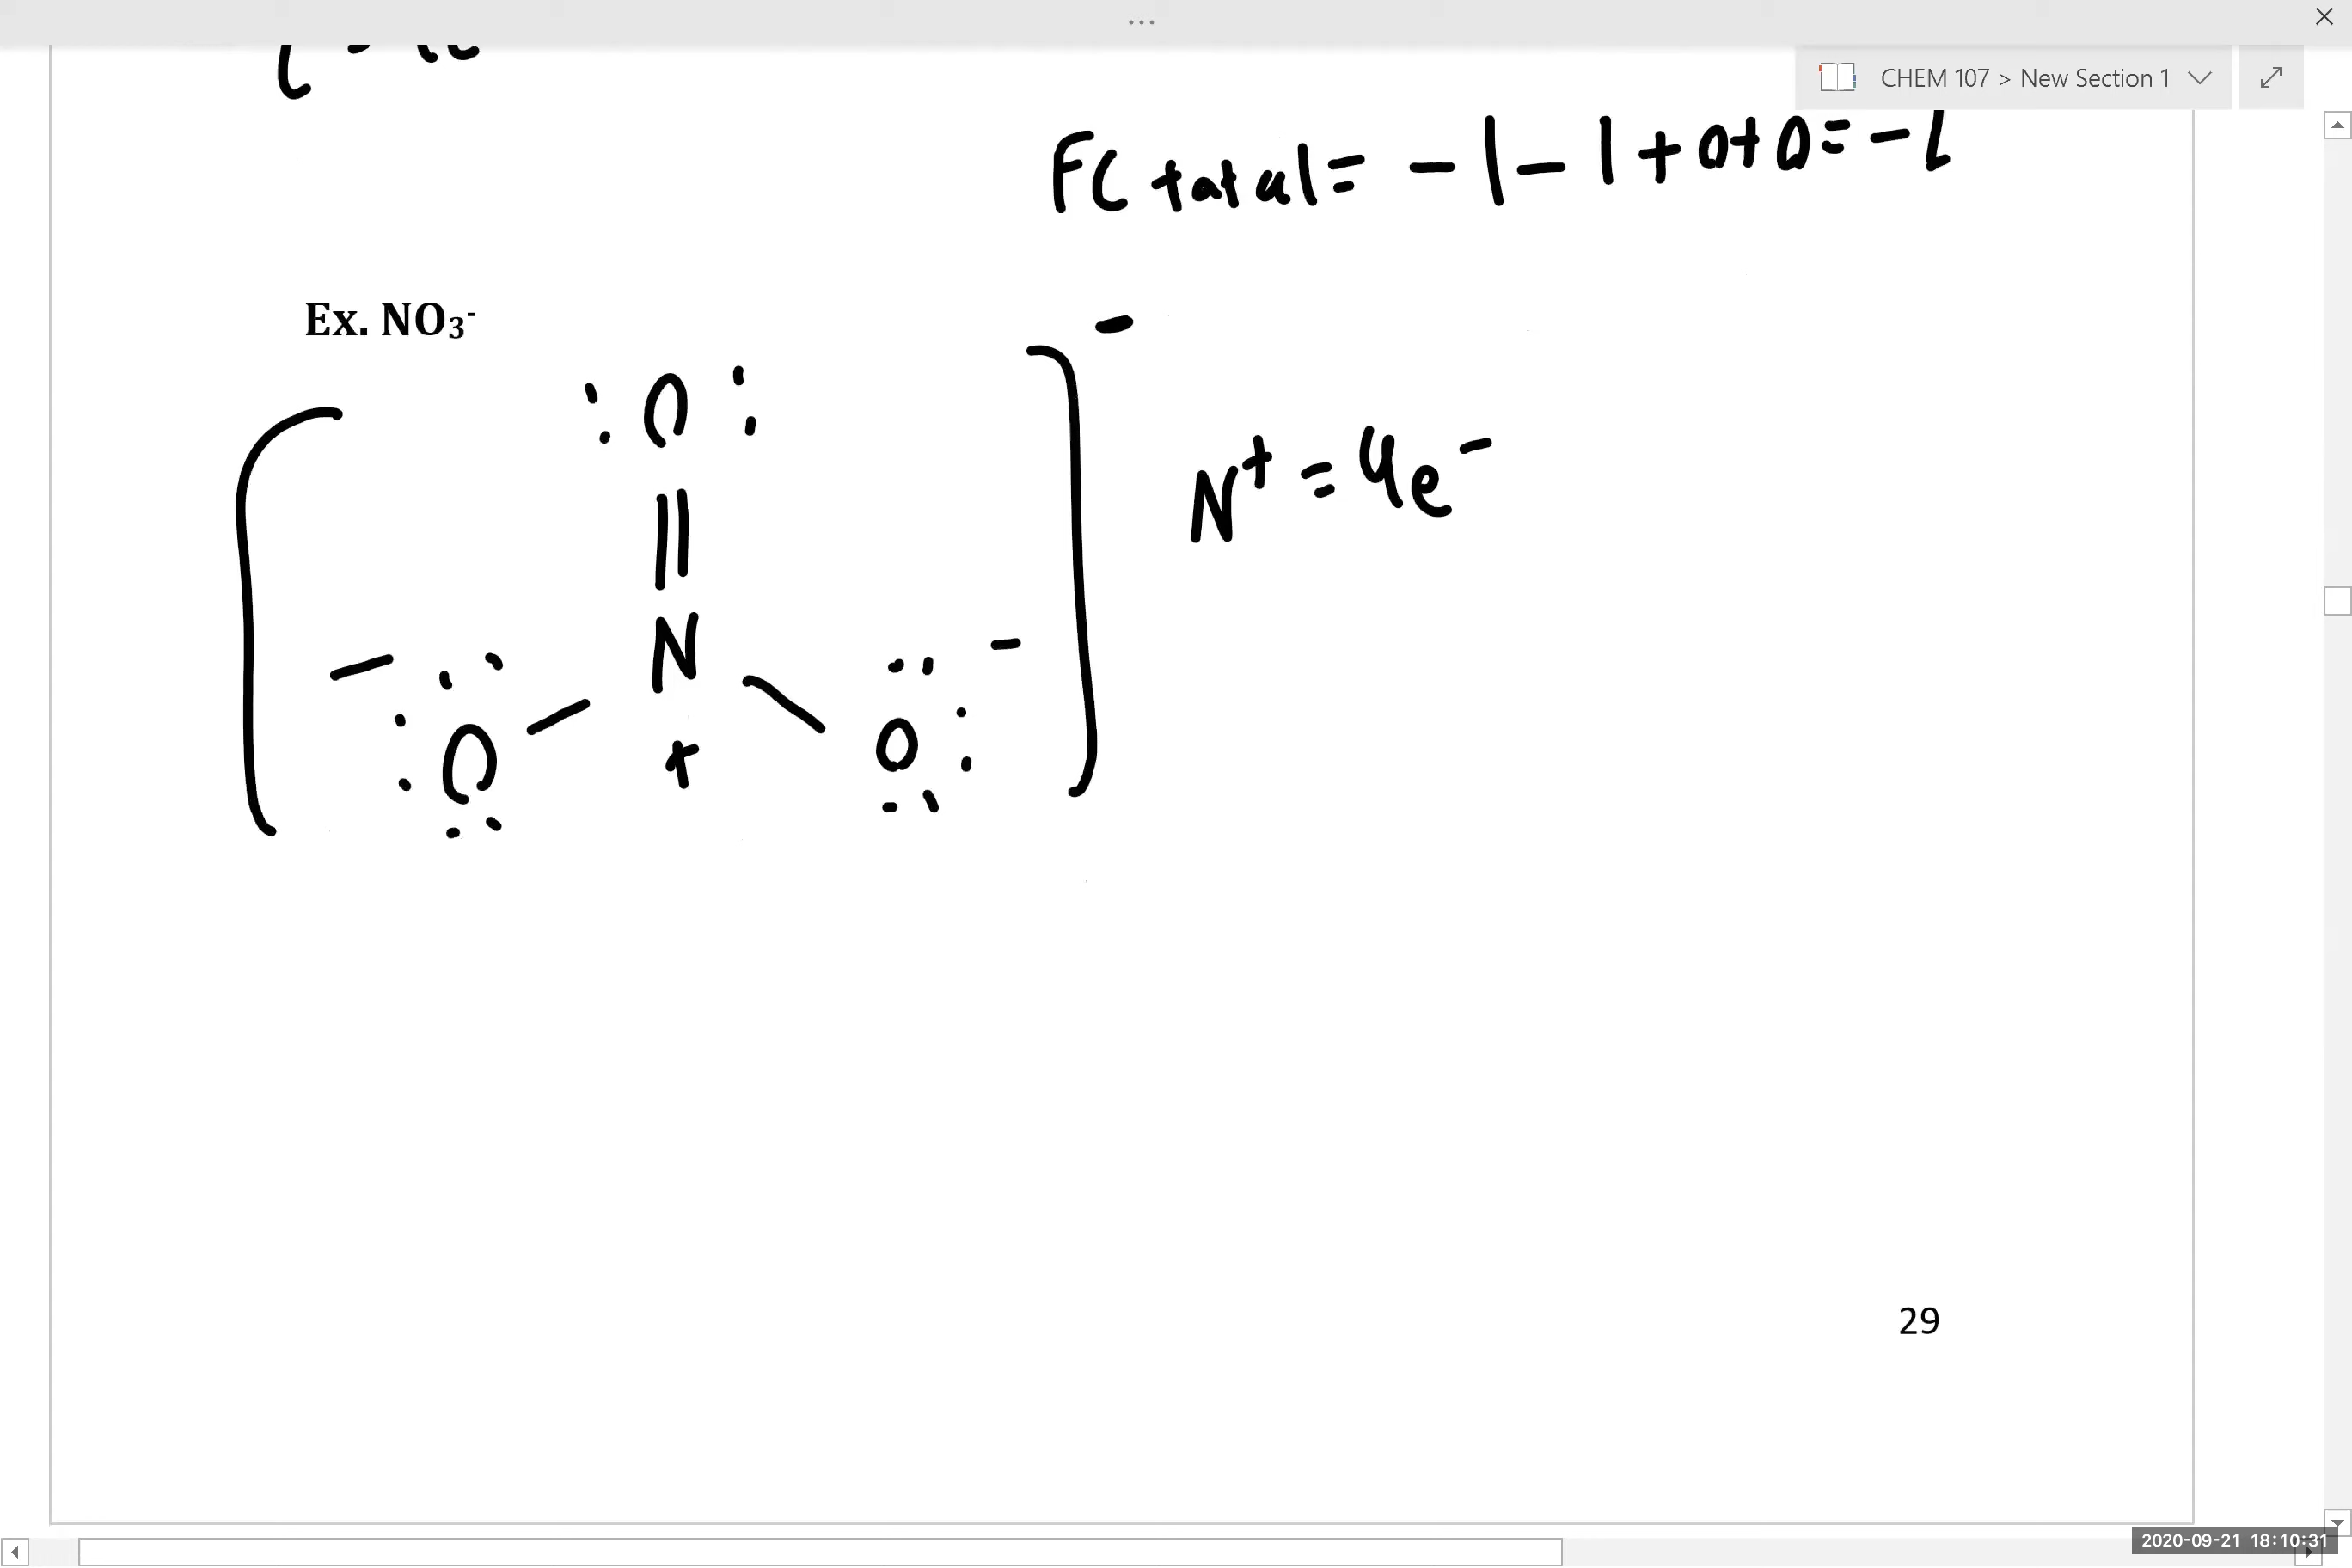 CHEM 107 > New Section 1
FC total = -1-1+0+0=-2
Ex. NO₃⁻
-
:O:
N⁺ = 4e⁻
||
- N -
:O - \ O:
+
29
2020-09-21 18:10:31